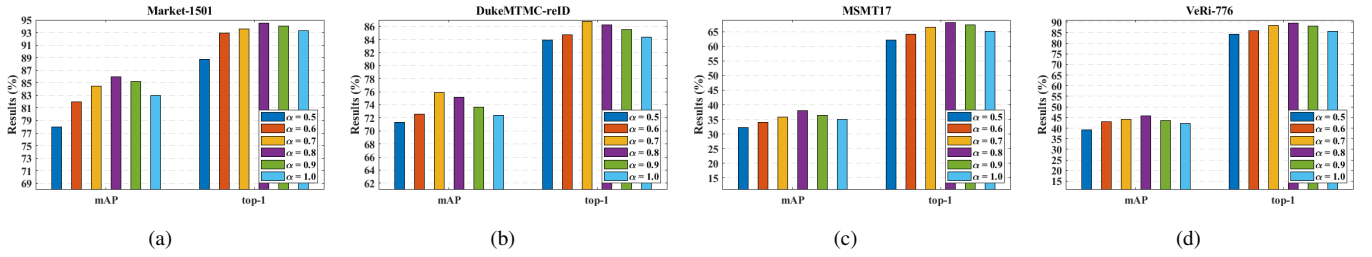 Market-1501
Results (%)
95
93
91
89
87
85
83
81
79
77
75
73
71
69
α = 0.5
α = 0.6
α = 0.7
α = 0.8
α = 0.9
α = 1.0
mAP top-1
(a)
DukeMTMC-reID
Results (%)
86
84
82
80
78
76
74
72
70
68
66
64
62
α = 0.5
α = 0.6
α = 0.7
α = 0.8
α = 0.9
α = 1.0
mAP top-1
(b)
MSMT17
Results (%)
65
60
55
50
45
40
35
30
25
20
15
α = 0.5
α = 0.6
α = 0.7
α = 0.8
α = 0.9
α = 1.0
mAP top-1
(c)
VeRi-776
Results (%)
90
85
80
75
70
65
60
55
50
45
40
35
30
25
20
15
α = 0.5
α = 0.6
α = 0.7
α = 0.8
α = 0.9
α = 1.0
mAP top-1
(d)